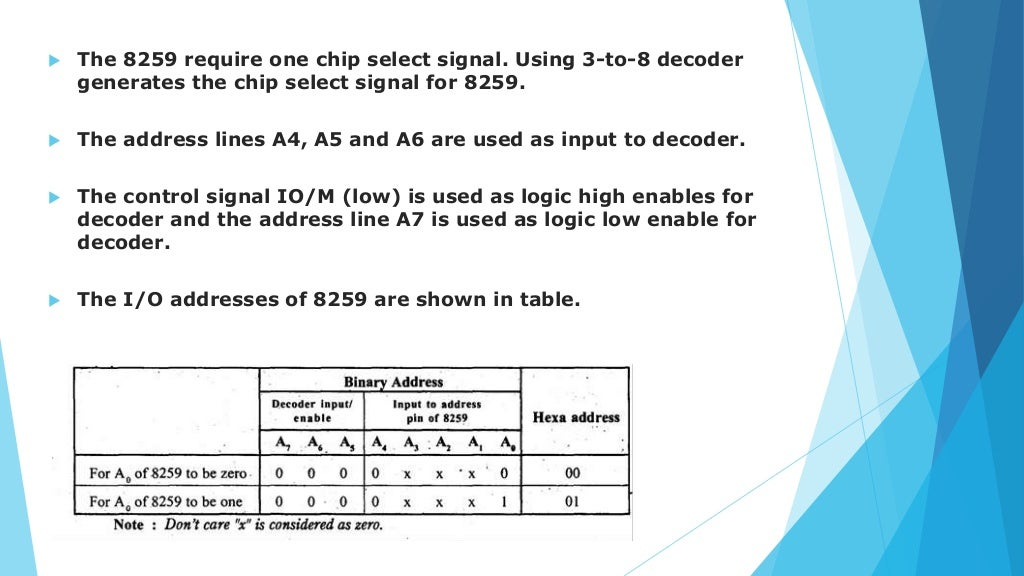 The 8259 require one chip select signal. Using 3-to-8 decoder
generates the chip select signal for 8259.
The address lines A4, A5 and A6 are used as input to decoder.
The control signal IO/M (low) is used as logic high enables for
decoder and the address line A7 is used as logic low enable for
decoder.
The I/O addresses of 8259 are shown in table.
Binary Address
Decoder input/ enable Input to address pin of 8259 Hexa address
A₇ A₆ A₅ A₄ A₃ A₂ A₁ A₀
For A₀ of 8259 to be zero 0 0 0 0 x x x 0 00
For A₀ of 8259 to be one 0 0 0 0 x x x 1 01
Note : Don't care "x" is considered as zero.